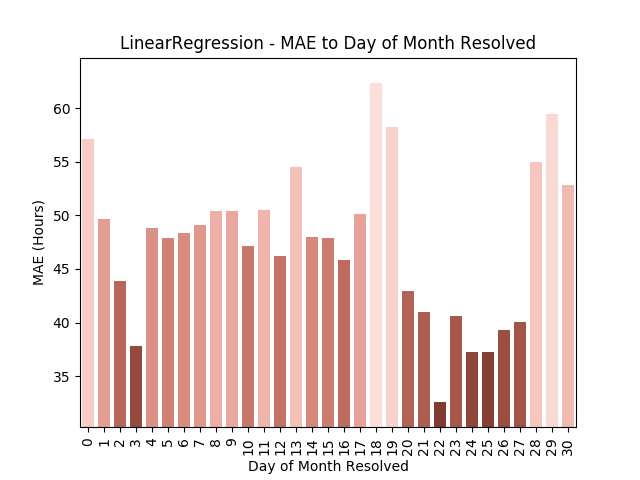 LinearRegression - MAE to Day of Month Resolved
MAE (Hours)
60
55
50
45
40
35
0 1 2 3 4 5 6 7 8 9 10 11 12 13 14 15 16 17 18 19 20 21 22 23 24 25 26 27 28 29 30
Day of Month Resolved